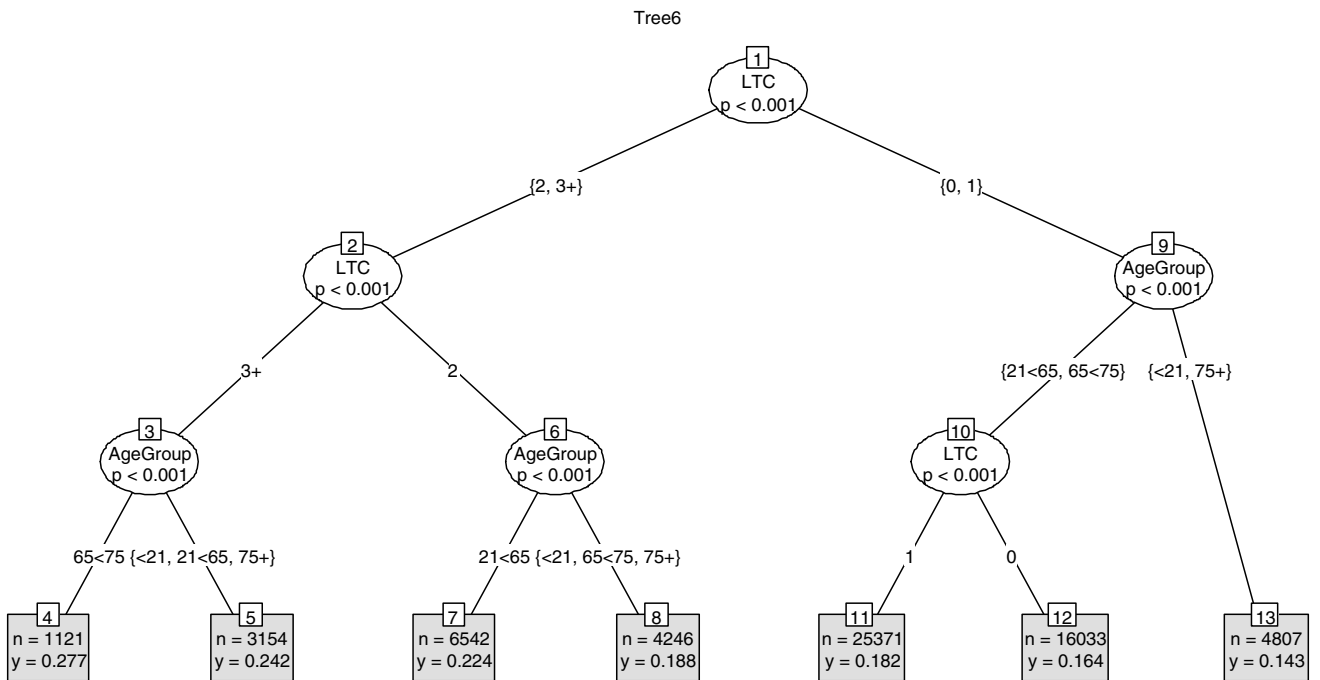 Tree6
1
LTC
p < 0.001
{2, 3+}
{0, 1}
2
LTC
p < 0.001
9
AgeGroup
p < 0.001
3+
2
{21<65, 65<75}
{<21, 75+}
3
AgeGroup
p < 0.001
6
AgeGroup
p < 0.001
10
LTC
p < 0.001
65<75
{<21, 21<65, 75+}
21<65
{<21, 65<75, 75+}
1
0
4
n = 1121
y = 0.277
5
n = 3154
y = 0.242
7
n = 6542
y = 0.224
8
n = 4246
y = 0.188
11
n = 25371
y = 0.182
12
n = 16033
y = 0.164
13
n = 4807
y = 0.143